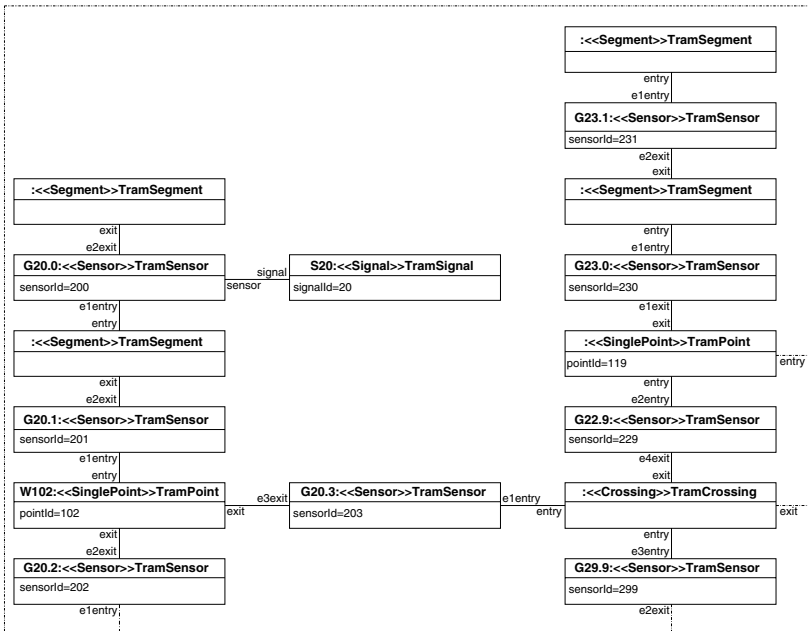 :<<Segment>>TramSegment
entry
e1entry
G23.1:<<Sensor>>TramSensor
sensorId=231
e2exit
exit
:<<Segment>>TramSegment
:<<Segment>>TramSegment
exit
entry
e2exit
e1entry
G20.0:<<Sensor>>TramSensor
signal
S20:<<Signal>>TramSignal
G23.0:<<Sensor>>TramSensor
sensorId=200
sensor
signalId=20
sensorId=230
e1entry
e1exit
entry
exit
:<<Segment>>TramSegment
:<<SinglePoint>>TramPoint
pointId=119
entry
exit
entry
e2exit
e2entry
G20.1:<<Sensor>>TramSensor
G22.9:<<Sensor>>TramSensor
sensorId=201
sensorId=229
e1entry
e4exit
entry
exit
W102:<<SinglePoint>>TramPoint
e3exit
G20.3:<<Sensor>>TramSensor
e1entry
:<<Crossing>>TramCrossing
pointId=102
exit
sensorId=203
entry
exit
exit
entry
e2exit
e3entry
G20.2:<<Sensor>>TramSensor
G29.9:<<Sensor>>TramSensor
sensorId=202
sensorId=299
e1entry
e2exit